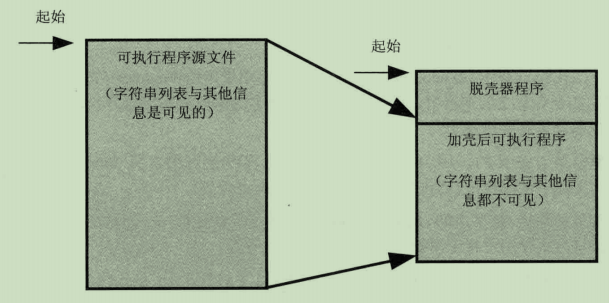 起始
可执行程序源文件
（字符串列表与其他信
息是可见的）
起始
脱壳器程序
加壳后可执行程序
（字符串列表与其他信
息都不可见）